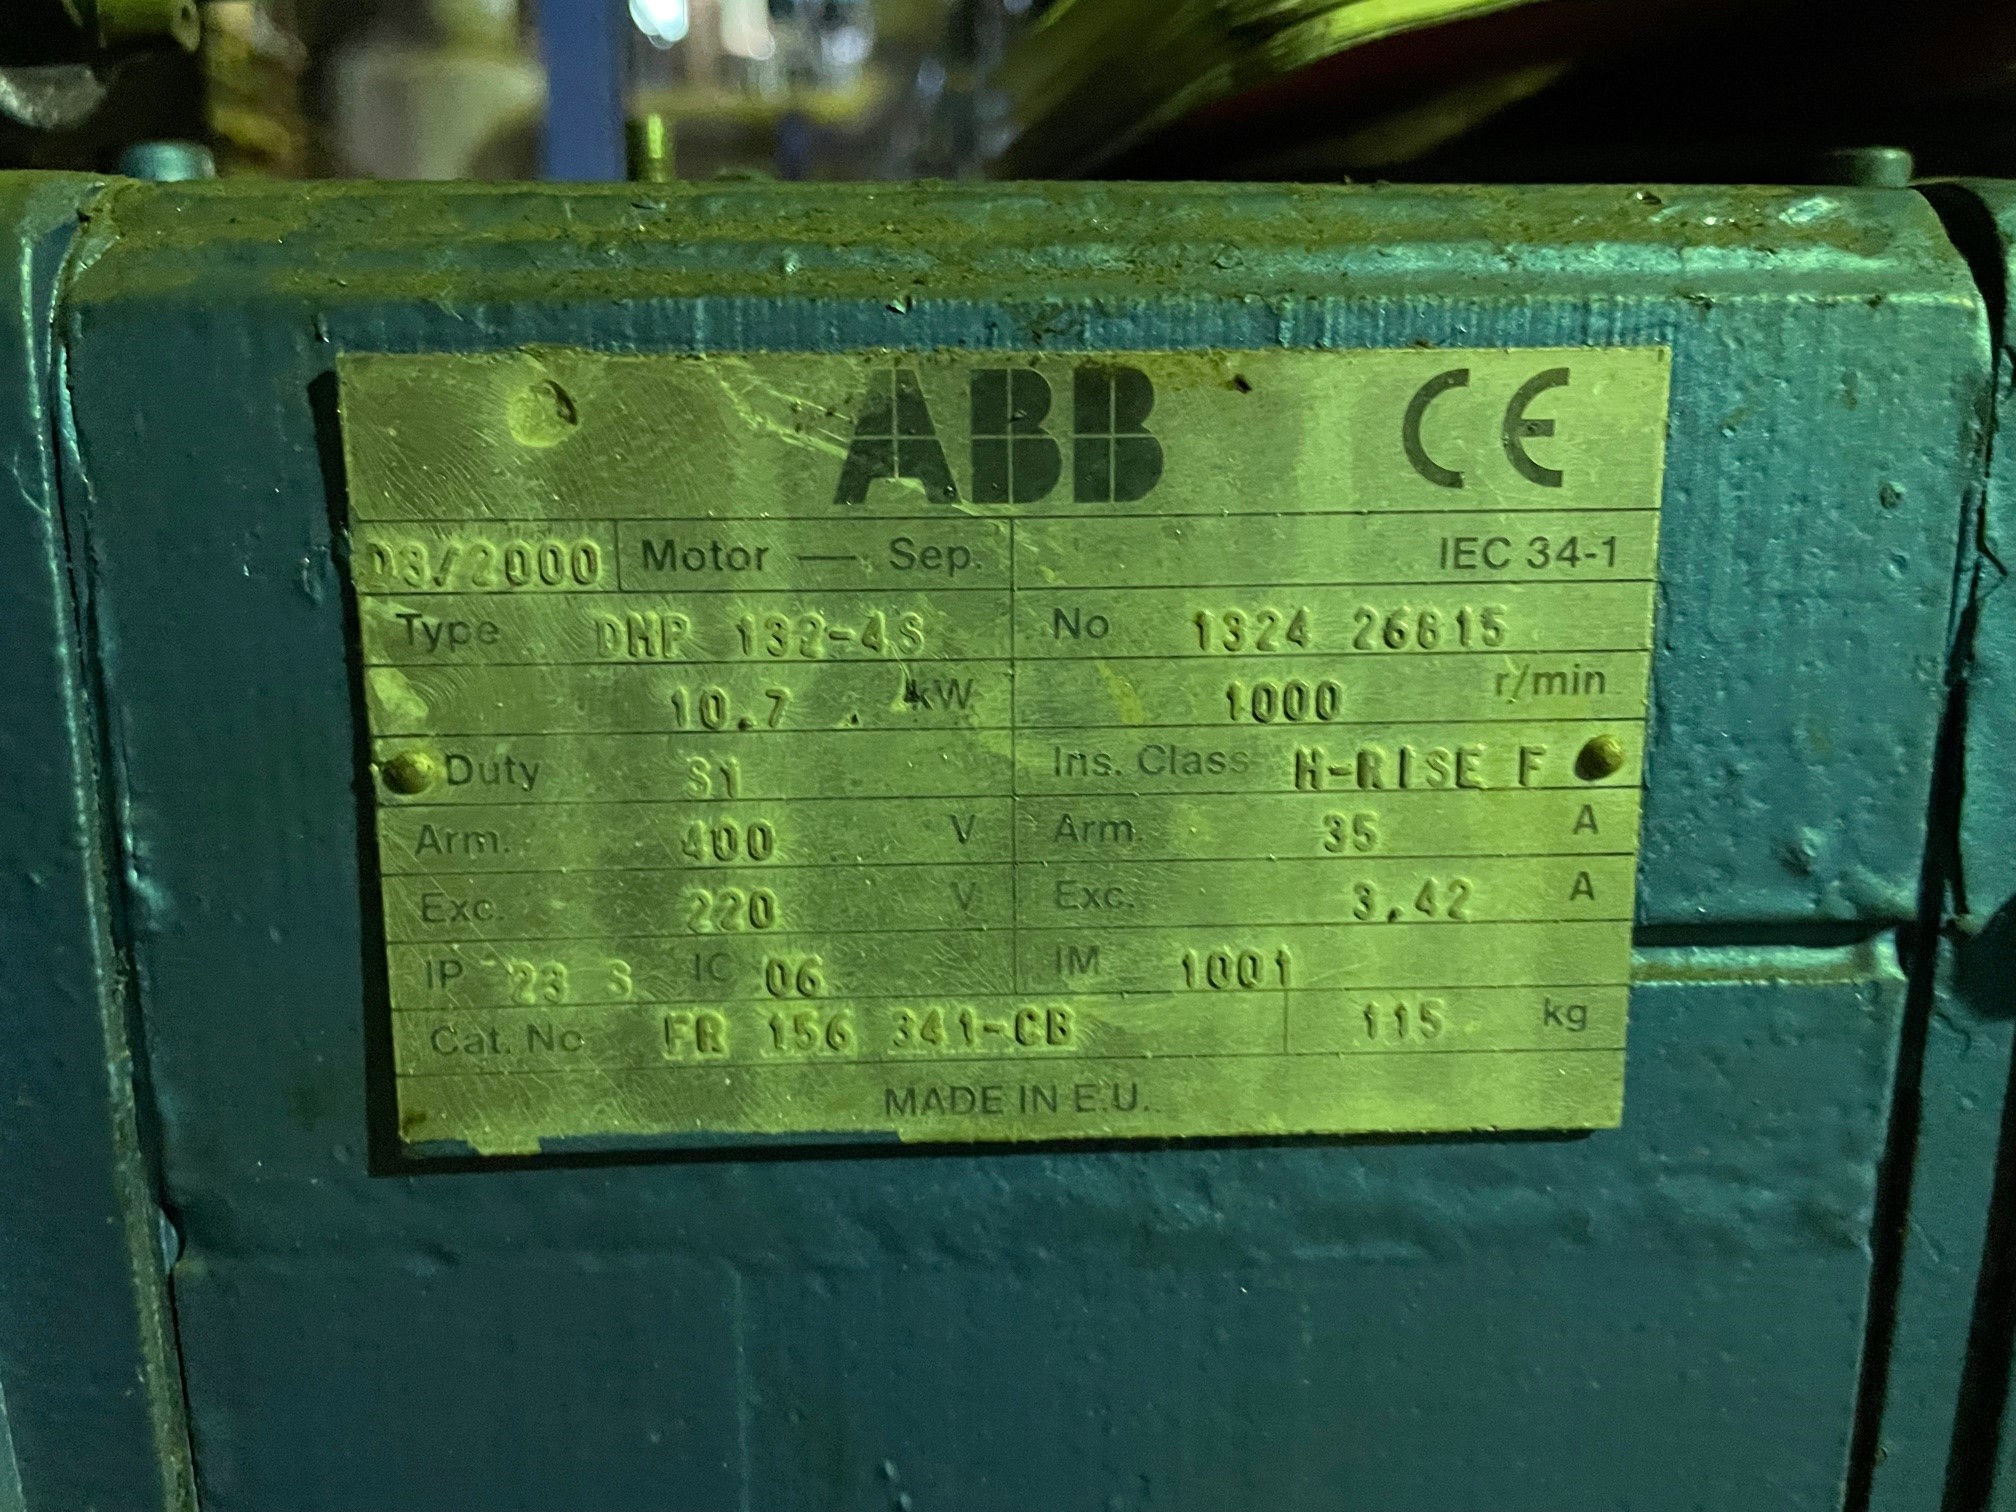 ABB CE
03/2000 Motor — Sep. IEC 34-1
Type DMP 132-4S No 1324 26815
10.7 kW 1000 r/min
Duty S1 Ins. Class H-RISE F
Arm. 400 V Arm. 35 A
Exc. 220 V Exc. 3.42 A
IP 23 S IC 06 IM 1001
Cat. No FR 156 341-CB 115 kg
MADE IN E.U.